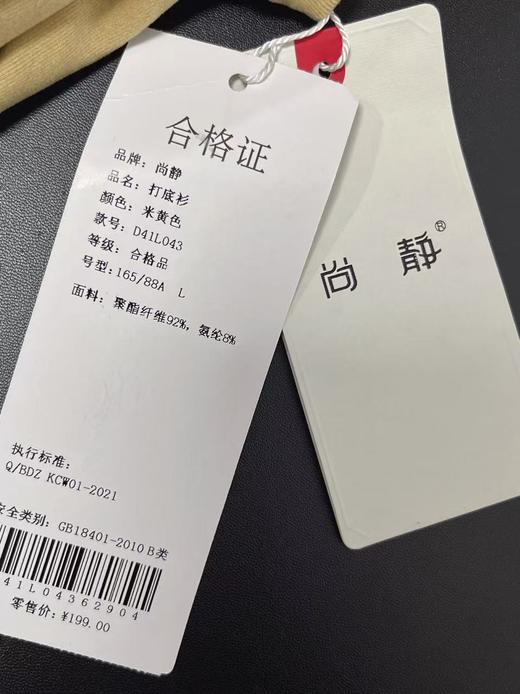 合格证
品牌: 尚静
品名: 打底衫
颜色: 米黄色
款号: D41L043
等级: 合格品
号型: 165/88A L
面料: 聚酯纤维92%, 氨纶8%
执行标准:
Q/BDZ KCW01-2021
安全类别: GB18401-2010 B类
41L04362904
零售价: ¥199.00
尚静®